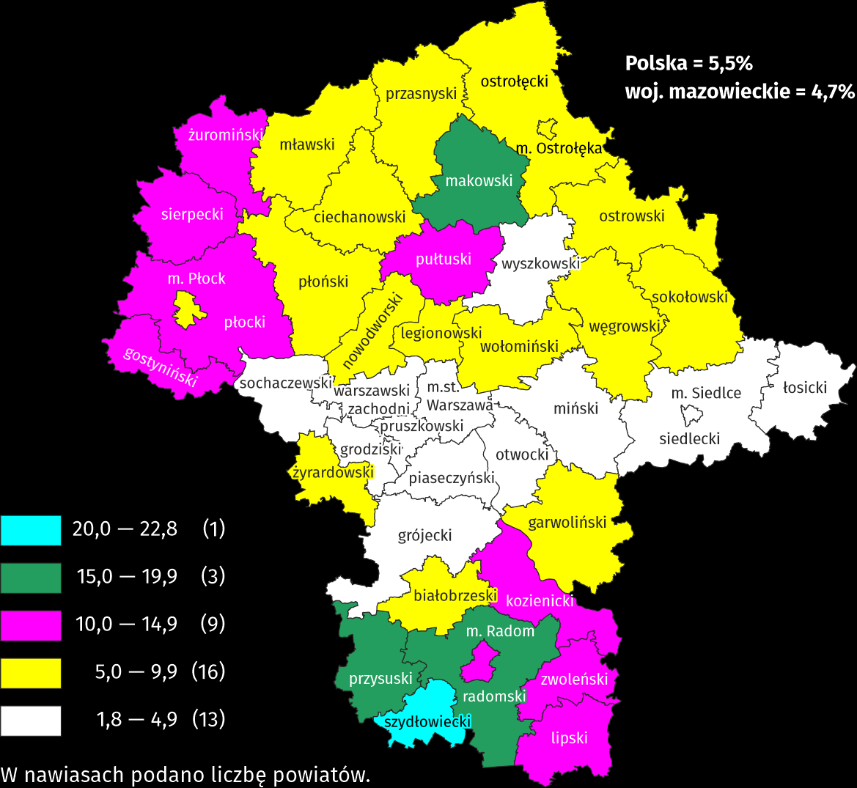 Polska = 5,5%
woj. mazowieckie = 4,7%
ostrołęcki
przasnyski
żuromiński
mławski
m. Ostrołęka
makowski
sierpecki
ciechanowski
ostrowski
pułtuski
wyszkowski
m. Płock
płoński
sokołowski
płocki
nowodworski
legionowski
węgrowski
wołomiński
gostyniński
sochaczewski
warszawski
zachodni
m.st.
Warszawa
miński
m. Siedlce
łosicki
pruszkowski
siedlecki
grodziski
otwocki
żyrardowski
piaseczyński
garwoliński
grójecki
20,0 — 22,8 (1)
15,0 — 19,9 (3)
10,0 — 14,9 (9)
5,0 — 9,9 (16)
1,8 — 4,9 (13)
białobrzeski
kozienicki
m. Radom
przysuski
zwoleński
radomski
szydłowiecki
lipski
W nawiasach podano liczbę powiatów.